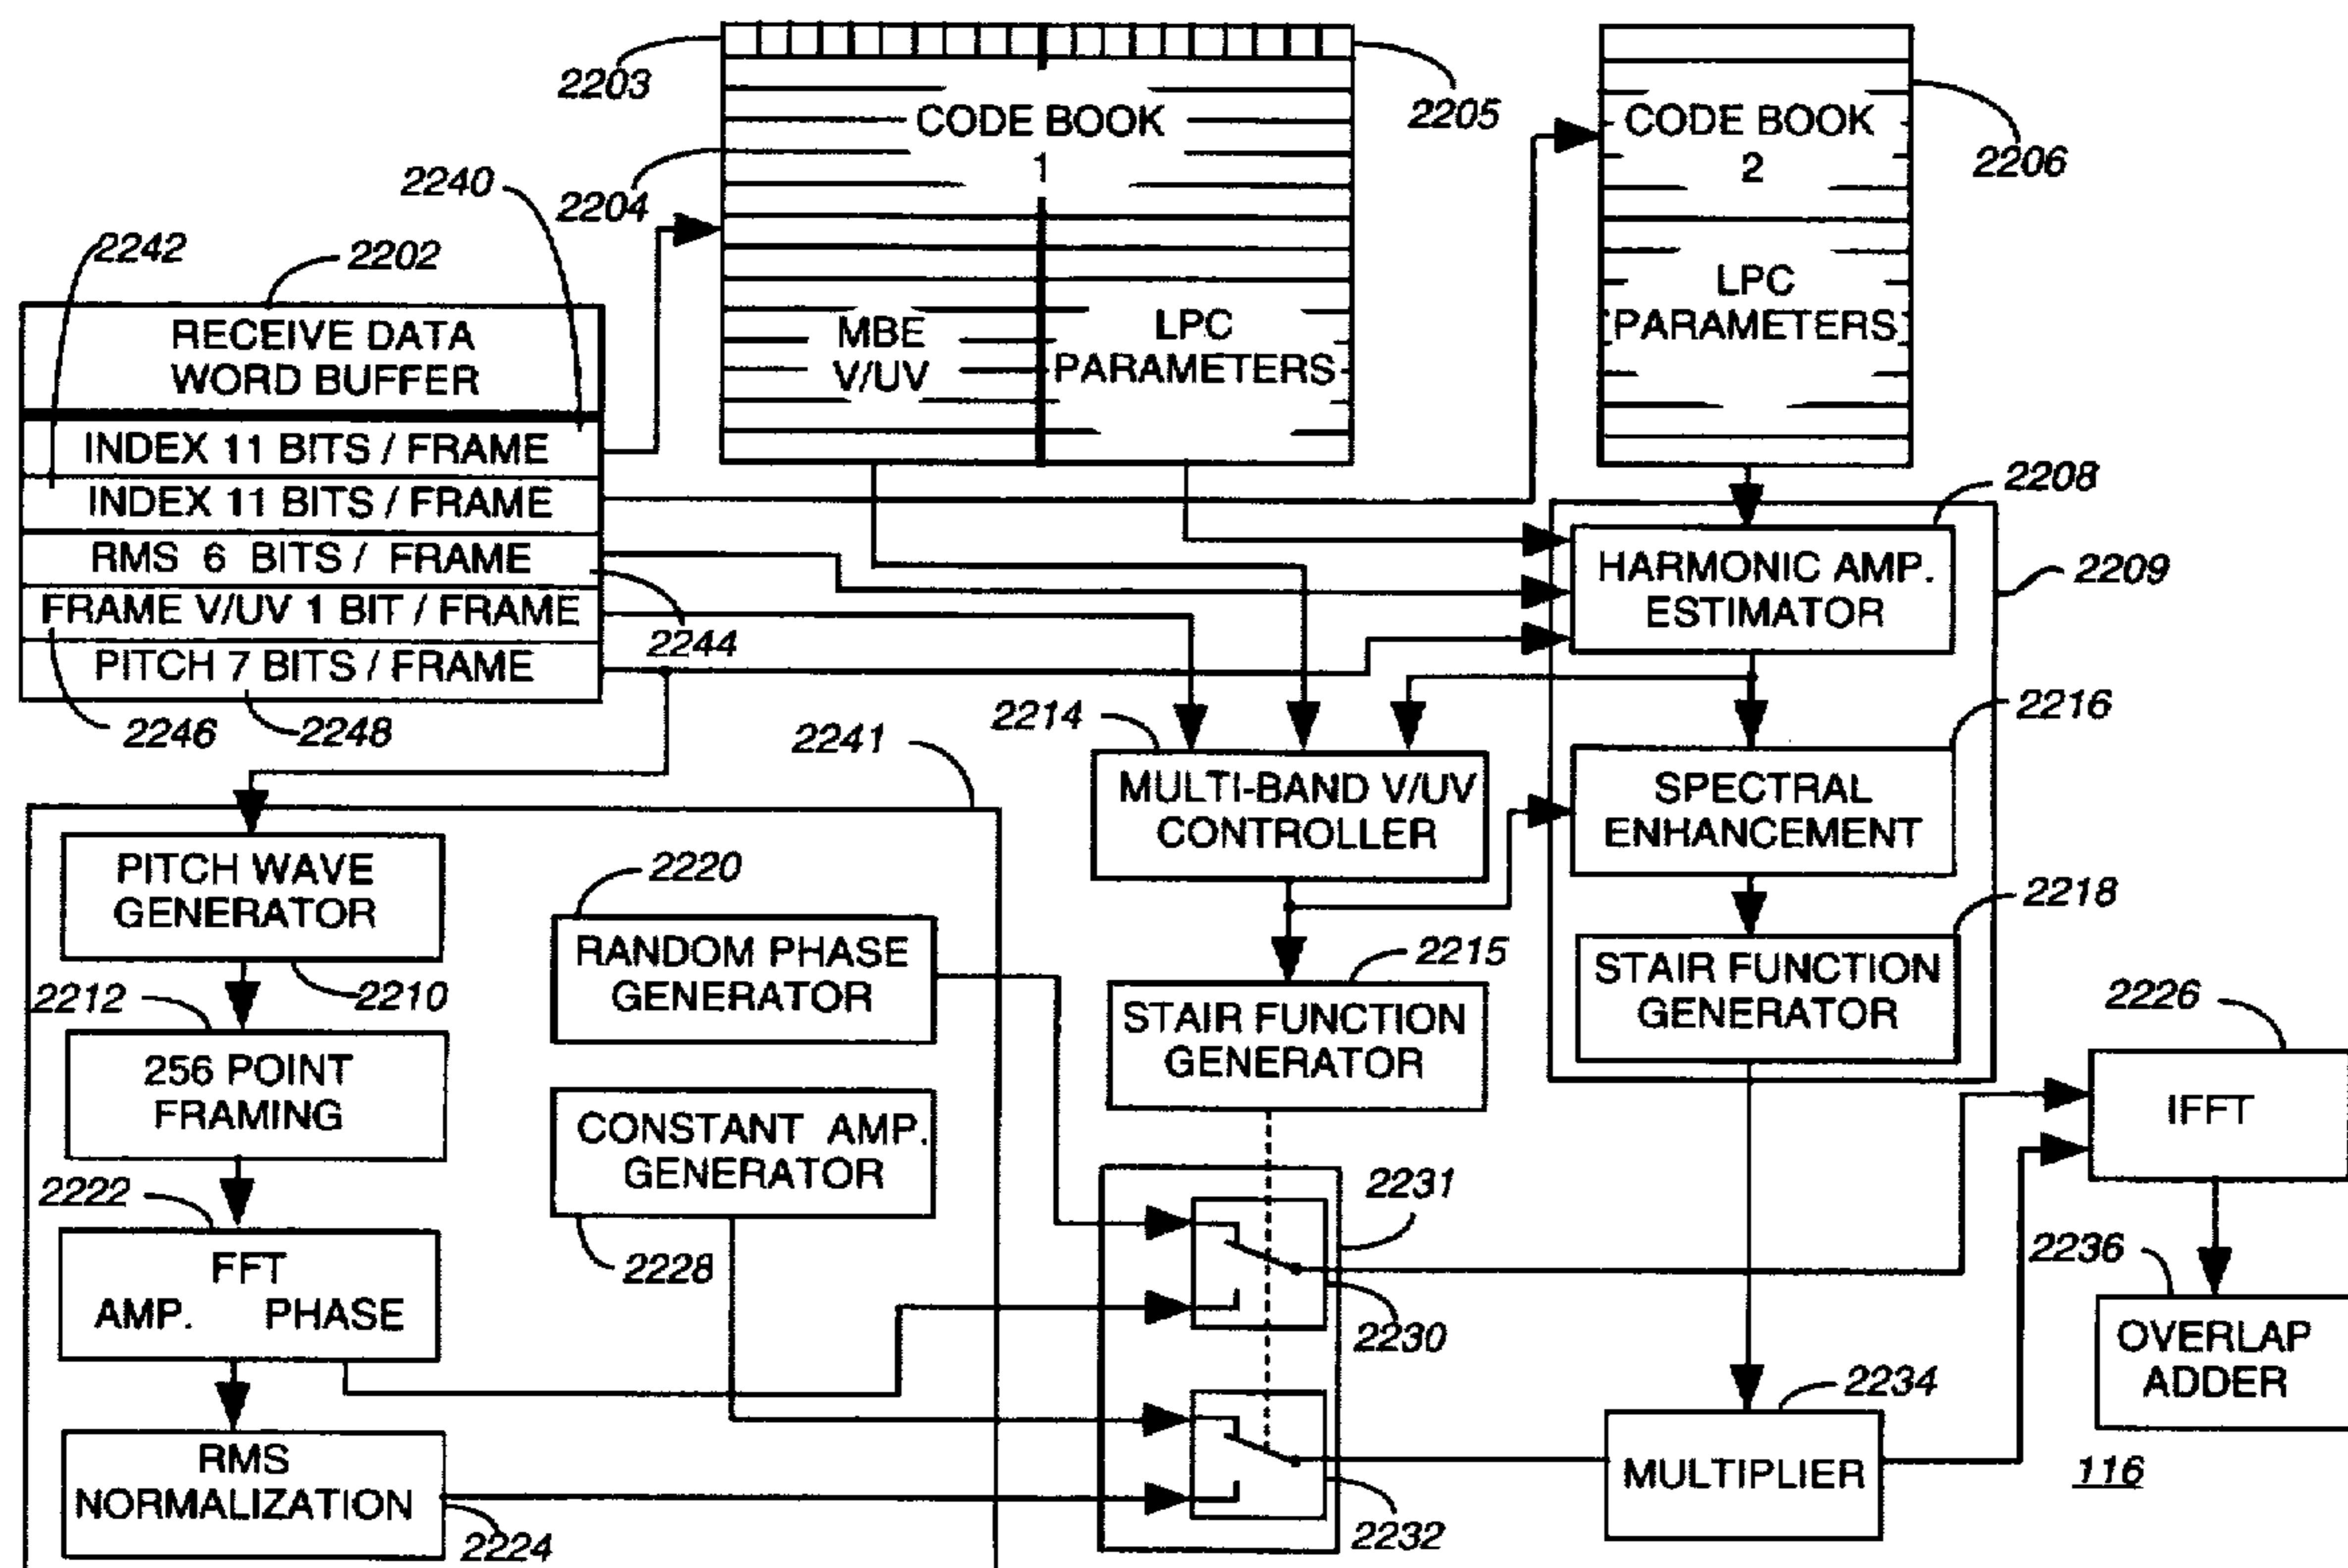 2203
CODE BOOK
1
2205
CODE BOOK
2
2206
2204
2240
2242
2202
RECEIVE DATA
WORD BUFFER
MBE
V/UV
LPC
PARAMETERS
LPC
PARAMETERS
INDEX 11 BITS / FRAME
INDEX 11 BITS / FRAME
RMS 6 BITS / FRAME
FRAME V/UV 1 BIT / FRAME
PITCH 7 BITS / FRAME
2244
2246
2248
2208
HARMONIC AMP.
ESTIMATOR
2209
2241
2214
MULTI-BAND V/UV
CONTROLLER
2216
SPECTRAL
ENHANCEMENT
PITCH WAVE
GENERATOR
2220
RANDOM PHASE
GENERATOR
2212
2210
2215
STAIR FUNCTION
GENERATOR
2218
STAIR FUNCTION
GENERATOR
2226
IFFT
256 POINT
FRAMING
CONSTANT AMP.
GENERATOR
2222
2228
2231
2236
FFT
AMP. PHASE
2230
OVERLAP
ADDER
2234
MULTIPLIER
RMS
NORMALIZATION
2224
2232
116